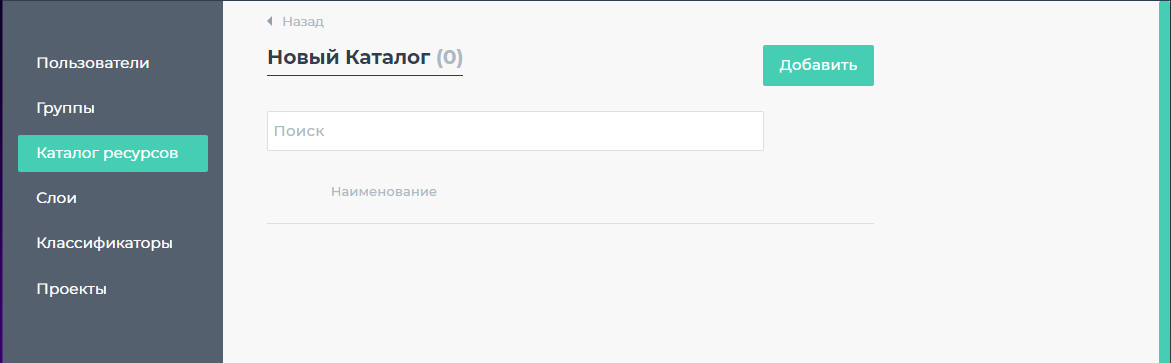 Назад
Новый Каталог (0)
Добавить
Пользователи
Группы
Каталог ресурсов
Слои
Классификаторы
Проекты
Поиск
Наименование